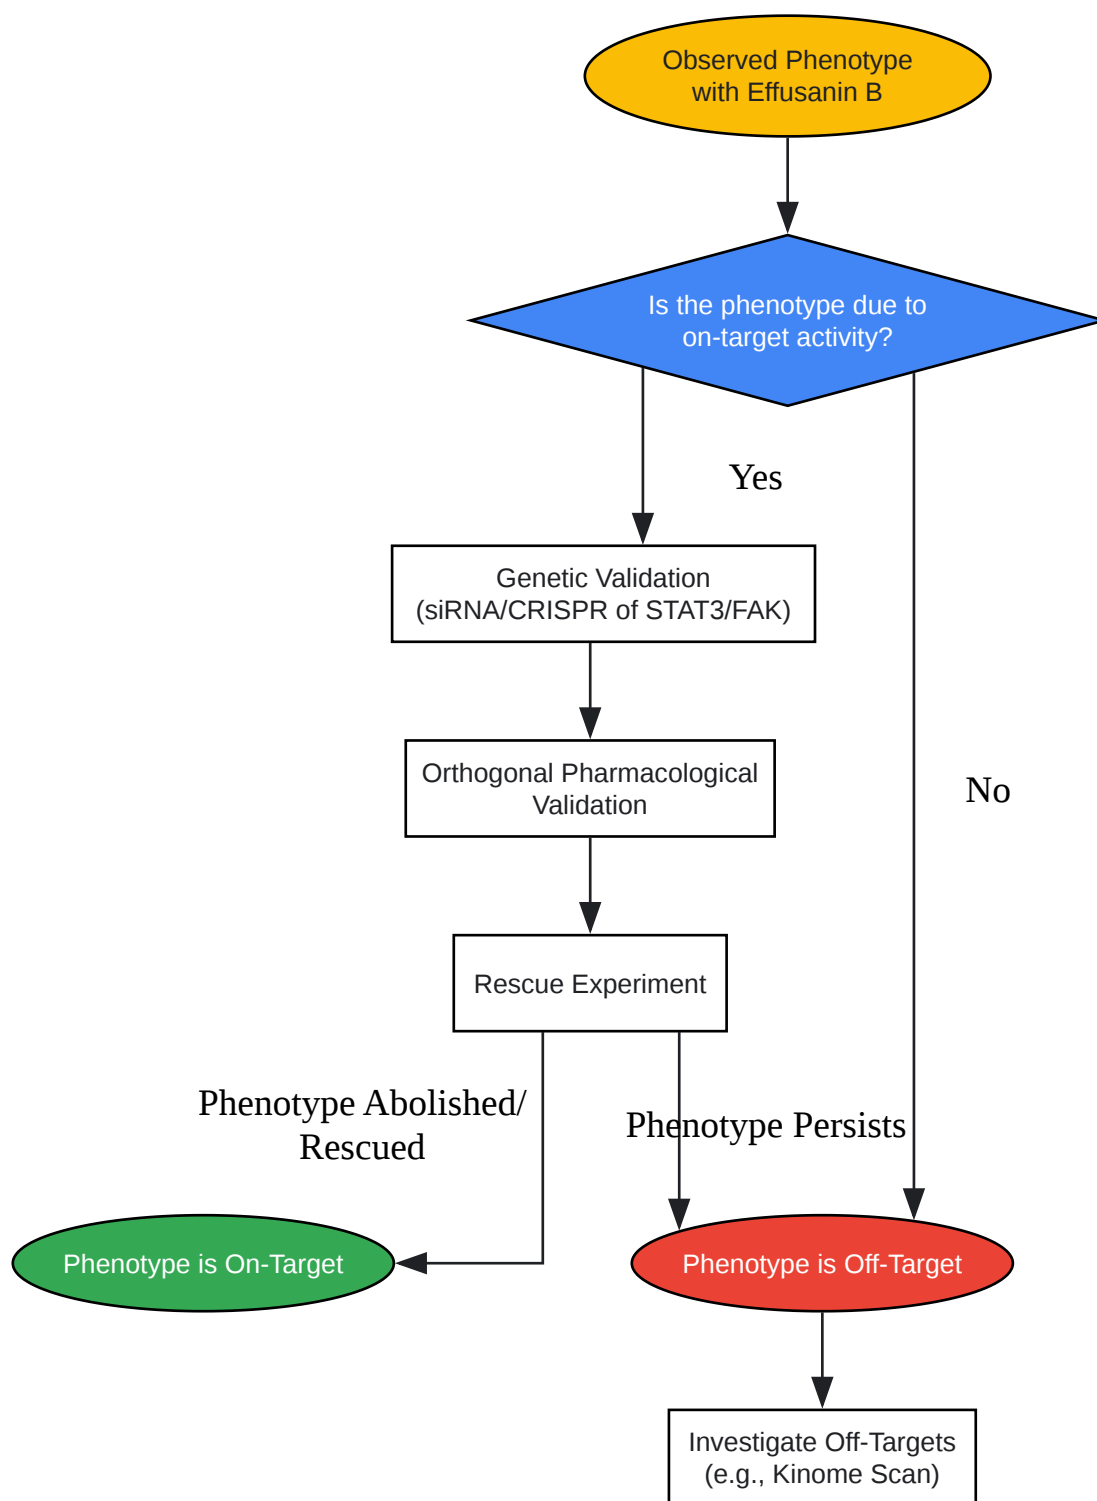 Observed Phenotype
with Effusanin B
Is the phenotype due to
on-target activity?
Yes
Genetic Validation
(siRNA/CRISPR of STAT3/FAK)
Orthogonal Pharmacological
Validation
No
Rescue Experiment
Phenotype Abolished/
Rescued
Phenotype Persists
Phenotype is On-Target
Phenotype is Off-Target
Investigate Off-Targets
(e.g., Kinome Scan)